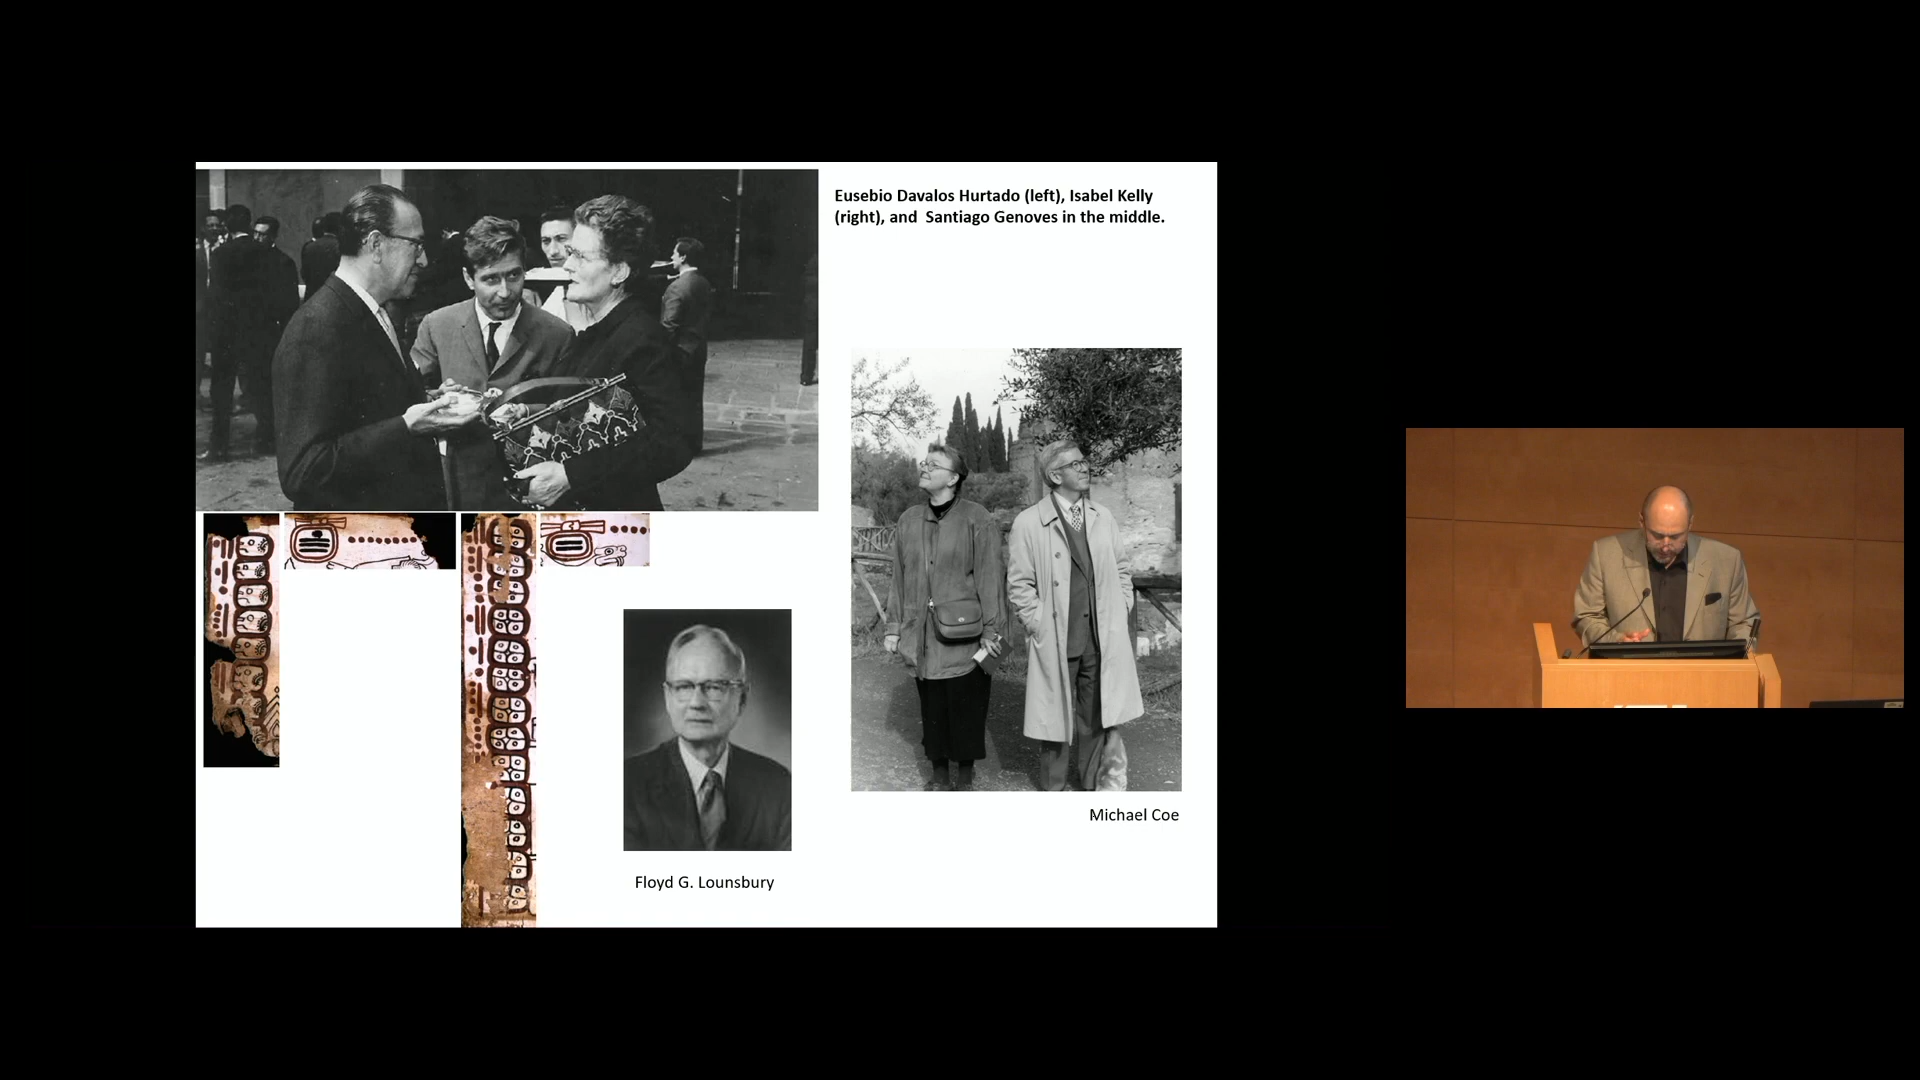 Eusebio Davalos Hurtado (left), Isabel Kelly
(right), and  Santiago Genoves in the middle.
Michael Coe
Floyd G. Lounsbury